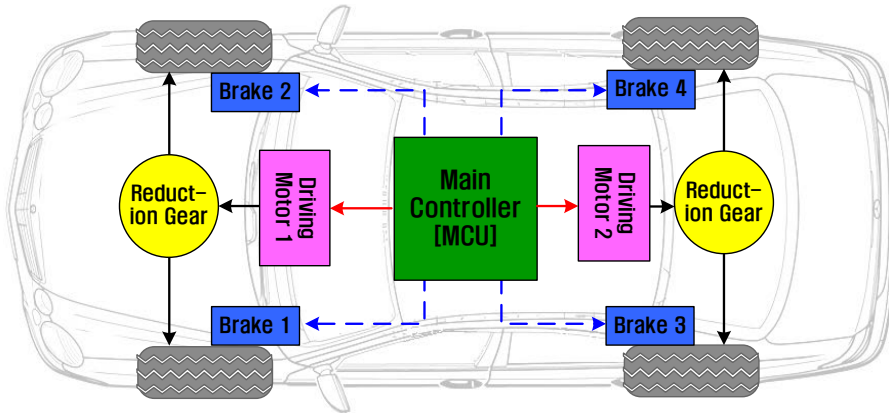 Brake 2
Brake 4
Reduct-
ion Gear
Driving
Motor 1
Main
Controller
[MCU]
Driving
Motor 2
Reduct-
ion Gear
Brake 1
Brake 3